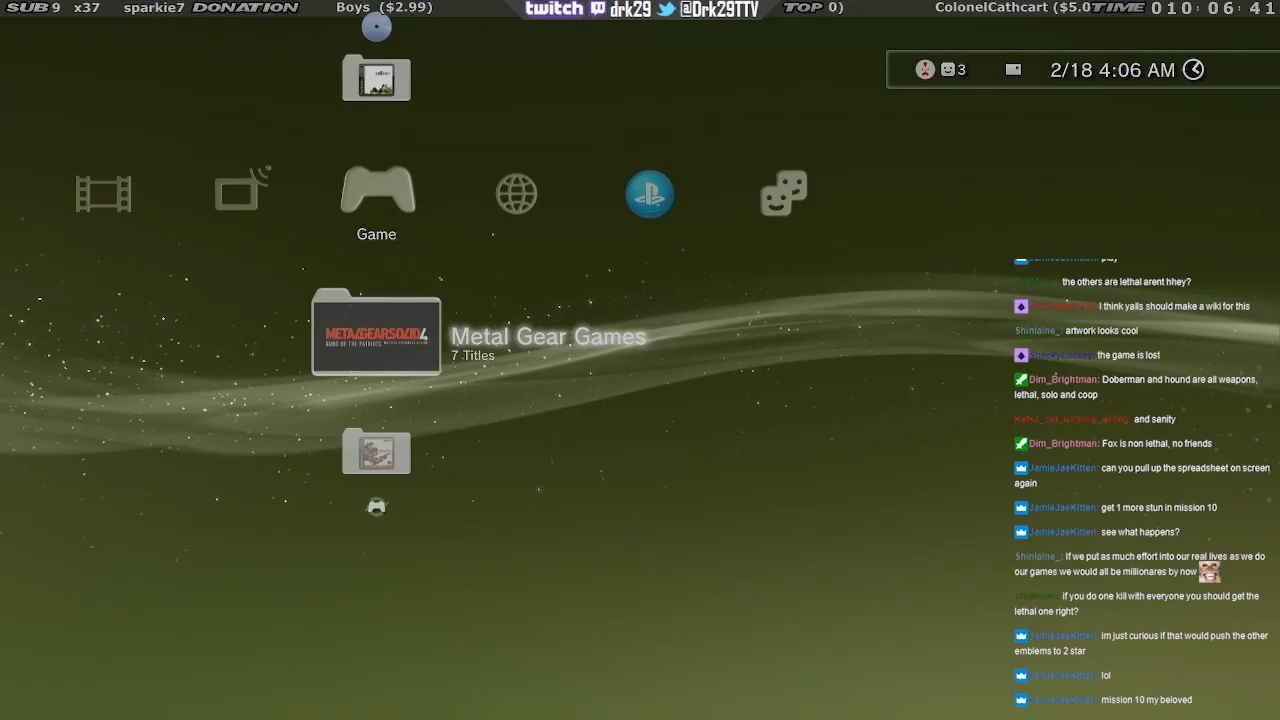 SUB 9 x37 sparkie7 DONATION Boys ($2.99) twitch drk29 @Drk29TTV TOP 0) ColonelCathcart ($5.0 TIME 010:06:41
3 2/18 4:06 AM
Game
METAL GEAR SOLID 4
GUNS OF THE PATRIOTS
Metal Gear Games
7 Titles
play
the others are lethal arent hhey?
I think yalls should make a wiki for this
Shinlaine_: artwork looks cool
the game is lost
Dim_Brightman: Doberman and hound are all weapons,
lethal, solo and coop
and sanity
Dim_Brightman: Fox is non lethal, no friends
JamieJaeKitten: can you pull up the spreadsheet on screen
again
JamieJaeKitten: get 1 more stun in mission 10
JamieJaeKitten: see what happens?
Shinlaine_: If we put as much effort into our real lives as we do
our games we would all be millionares by now
if you do one kill with everyone you should get the
lethal one right?
JamieJaeKitten: im just curious if that would push the other
emblems to 2 star
JamieJaeKitten: lol
JamieJaeKitten: mission 10 my beloved